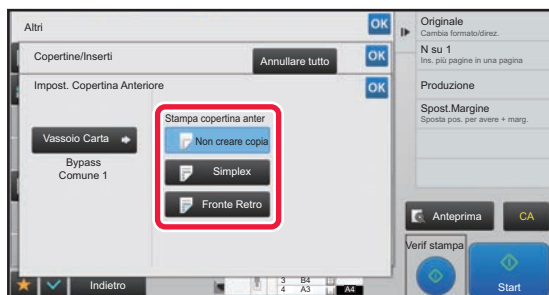 Altri
OK
Copertine/Inserti
Annullare tutto
OK
Impost. Copertina Anteriore
OK
Vassoio Carta
Bypass
Comune 1
Stampa copertina anter
Non creare copia
Simplex
Fronte Retro
Indietro
3 B4
4 A3
A4
Originale
Cambia formato/direz.
N su 1
Ins. più pagine in una pagina
Produzione
Spost.Margine
Sposta pos. per avere + marg.
Anteprima
CA
Verif stampa
Start